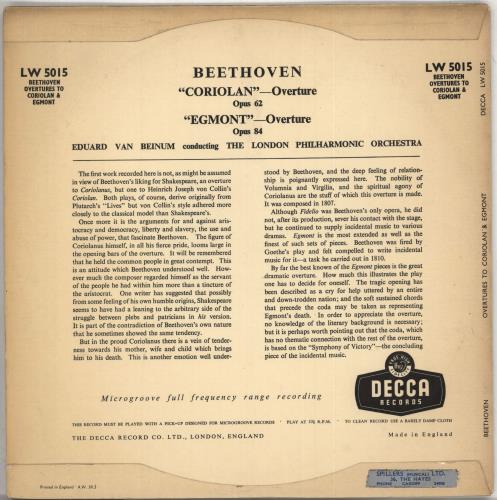 LW 5015
BEETHOVEN
OVERTURES TO
CORIOLAN &
EGMONT
BEETHOVEN
"CORIOLAN"—Overture
Opus 62
"EGMONT"—Overture
Opus 84
EDUARD VAN BEINUM conducting THE LONDON PHILHARMONIC ORCHESTRA
LW 5015
BEETHOVEN
OVERTURES TO
CORIOLAN &
EGMONT
The first work recorded here is not, as might be assumed
in view of Beethoven's liking for Shakespeare, an overture
to Coriolanus, but one to Heinrich Joseph von Collin's
Coriolan. Both plays, of course, derive originally from
Plutarch's "Lives" but von Collin's style adhered more
closely to the classical model than Shakespeare's.
Once more it is the arguments for and against aris-
tocracy and democracy, liberty and slavery, the use and
abuse of power, that fascinate Beethoven. The figure of
Coriolanus himself, in all his fierce pride, looms large in
the opening bars of the overture. It will be remembered
that he held the common people in great contempt. This
is an attitude which Beethoven understood well. How-
ever much the composer regarded himself as the servant
of the people he had within him more than a tincture of
the aristocrat. One writer has suggested that possibly
from some feeling of his own humble origins, Shakespeare
seems to have had a leaning to the arbitrary side of the
struggle between plebs and patricians in his version.
It is part of the contradiction of Beethoven's own nature
that he sometimes showed the same tendency.
But in the proud Coriolanus there is a vein of tender-
ness towards his mother, wife and child which brings
him to his death. This is another emotion well under-
stood by Beethoven, and the deep feeling of relation-
ship is poignantly expressed here. The nobility of
Volumnia and Virgilia, and the spiritual agony of
Coriolanus are the stuff of which this overture is made.
It was composed in 1807.
Although Fidelio was Beethoven's only opera, he did
not, after its production, sever his contact with the stage,
but he continued to supply incidental music to various
dramas. Egmont is the most extended as well as the
finest of such sets of pieces. Beethoven was fired by
Goethe's play and felt compelled to write incidental
music for it—a task he carried out in 1810.
By far the best known of the Egmont pieces is the great
dramatic overture. How much this illustrates the play
one has to decide for oneself. The tragic opening has
been described as a cry for help uttered by an entire
and down-trodden nation; and the soft sustained chords
that precede the coda may be taken as representing
Egmont's death. In order to appreciate the overture,
no knowledge of the literary background is necessary;
but it is perhaps worth pointing out that the coda, which
has no thematic connection with the rest of the overture,
is based on the "Symphony of Victory"—the concluding
piece of the incidental music.
Microgroove full frequency range recording
DECCA
RECORDS
THIS RECORD MUST BE PLAYED WITH A PICK-UP DESIGNED FOR MICROGROOVE RECORDS · PLAY AT 33⅓ R.P.M. · TO CLEAN RECORD USE A BARELY DAMP CLOTH
THE DECCA RECORD CO. LTD., LONDON, ENGLAND
Made in England
Printed in England
SPILLERS (MUSICAL) LTD.
36, THE HAYES
PHONE CARDIFF
DECCA LW 5015
OVERTURES TO CORIOLAN & EGMONT
BEETHOVEN